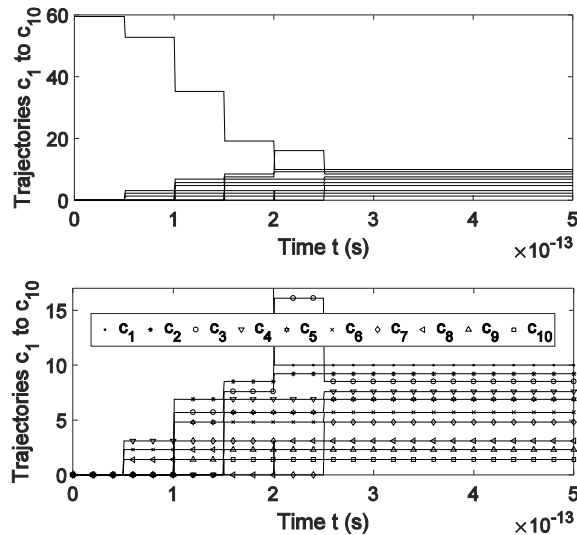 60
40
20
0
Trajectories c1 to c10
0 1 2 3 4 5
Time t (s)
×10-13
15
10
5
0
Trajectories c1 to c10
c1 c2 c3 c4 c5 c6 c7 c8 c9 c10
0 1 2 3 4 5
Time t (s)
×10-13